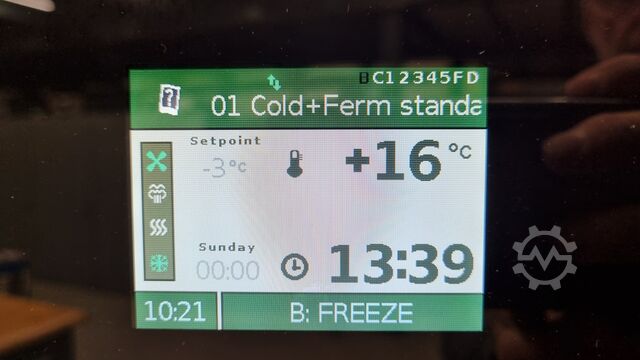 BC12345FD
01 Cold+Ferm standa
Setpoint
-3°C
+16°C
Sunday
00:00
13:39
10:21
B: FREEZE